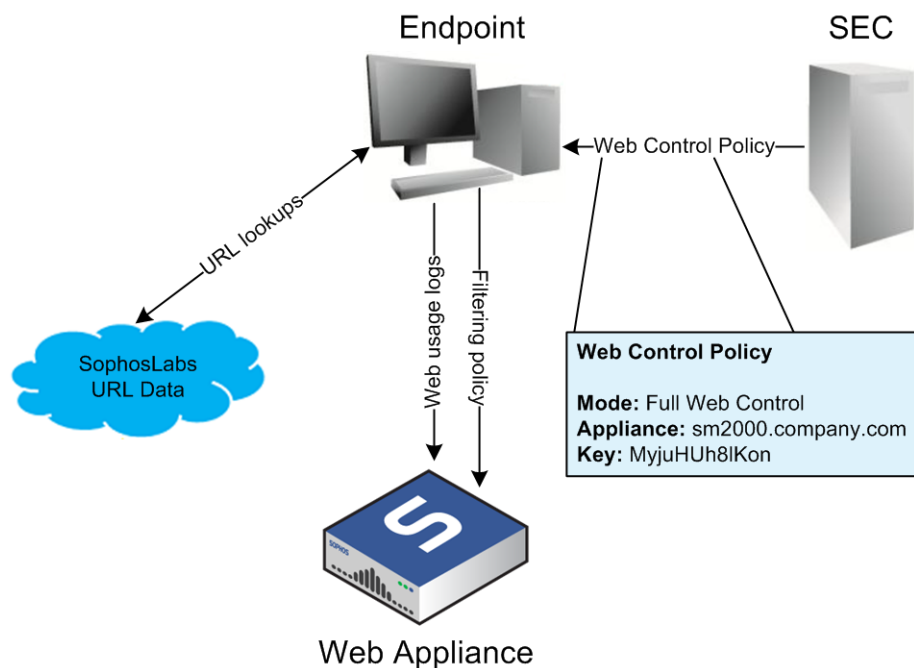 Endpoint
SEC
Web Control Policy
URL lookups
Web usage logs
Filtering policy
SophosLabs
URL Data
Web Control Policy
Mode: Full Web Control
Appliance: sm2000.company.com
Key: MyjuHUh8lKon
SOPHOS
Web Appliance